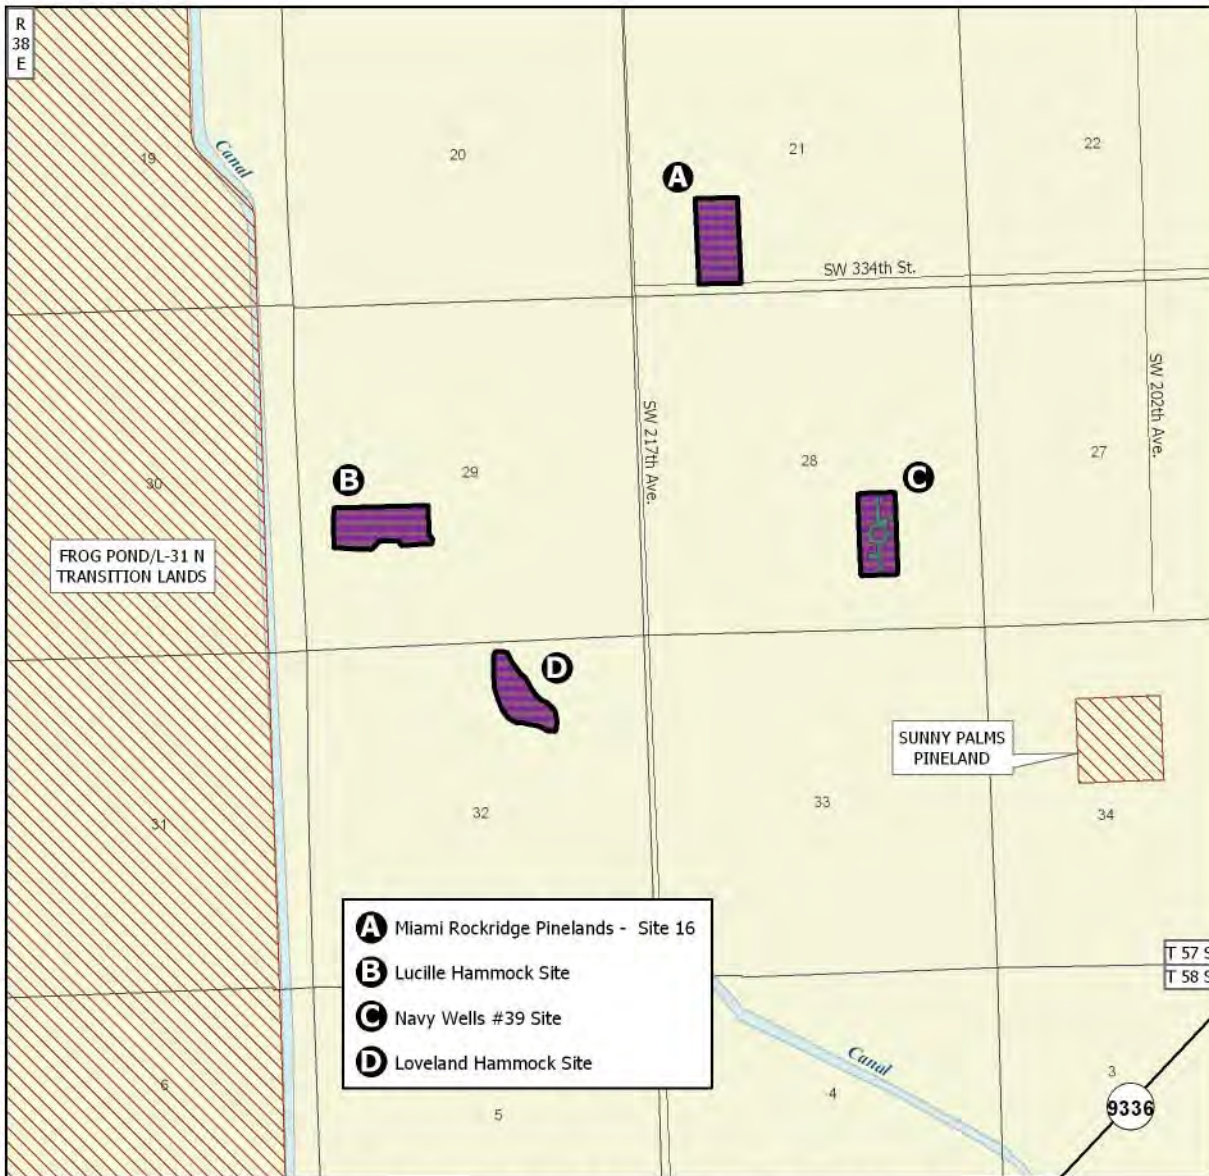 R
38
E
Canal
19
20
21
22
A
SW 334th St.
SW 217th Ave.
SW 202th Ave.
B
29
28
C
27
30
FROG POND/L-31 N
TRANSITION LANDS
D
SUNNY PALMS
PINELAND
31
32
33
34
A Miami Rockridge Pinelands - Site 16
B Lucille Hammock Site
C Navy Wells #39 Site
D Loveland Hammock Site
T 57 S
T 58 S
Canal
6
5
4
3
9336